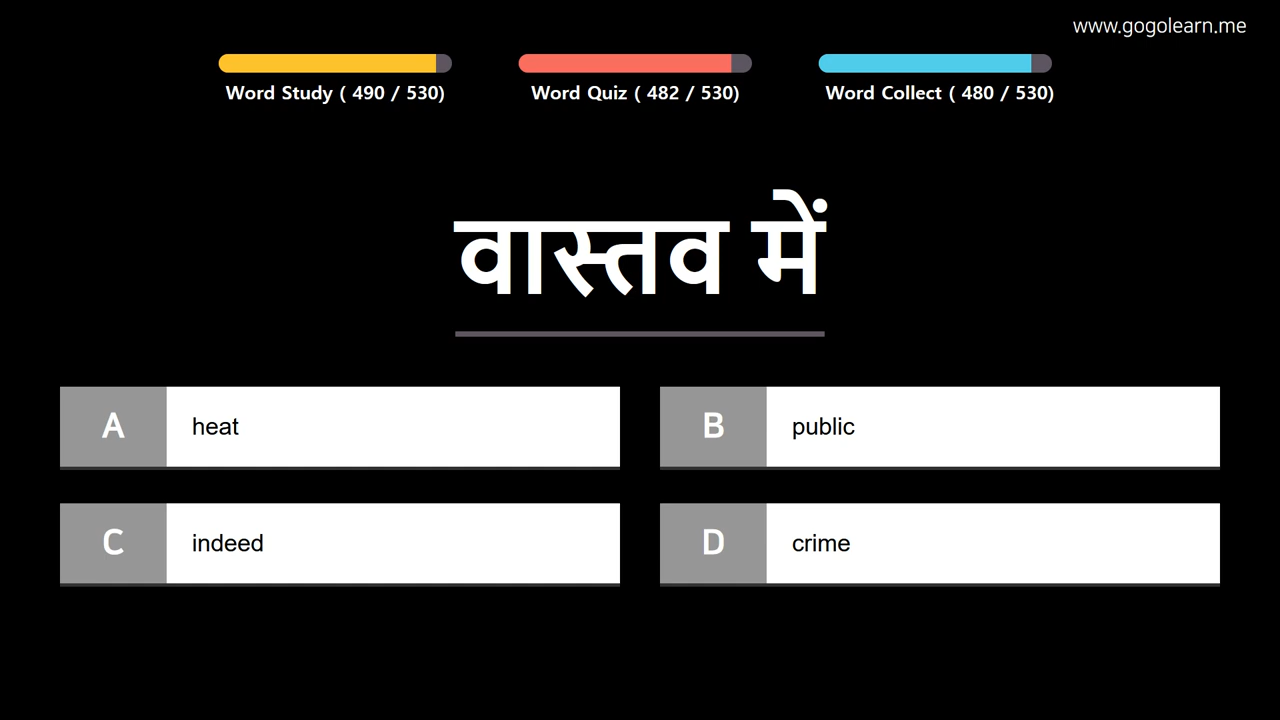 www.gogolearn.me
Word Study ( 490 / 530)
Word Quiz ( 482 / 530)
Word Collect ( 480 / 530)
वास्तव में
A heat
B public
C indeed
D crime